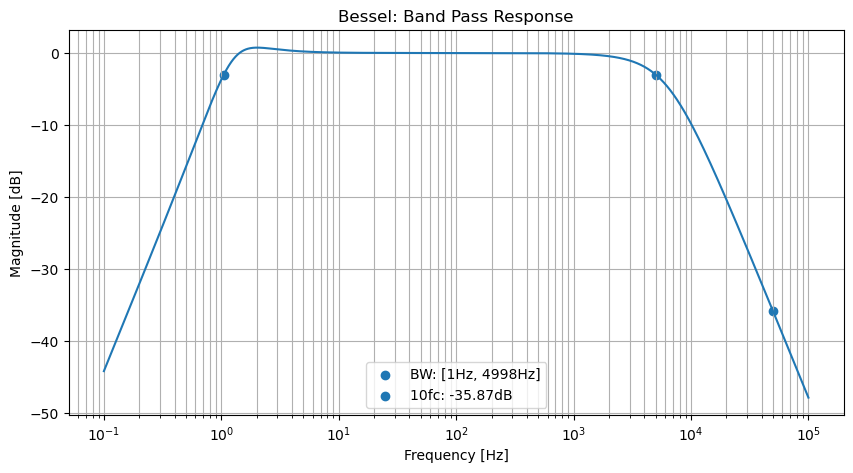 Bessel: Band Pass Response
Magnitude [dB]
0
−10
−20
−30
−40
−50
BW: [1Hz, 4998Hz]
10fc: -35.87dB
10⁻¹
10⁰
10¹
10²
10³
10⁴
10⁵
Frequency [Hz]